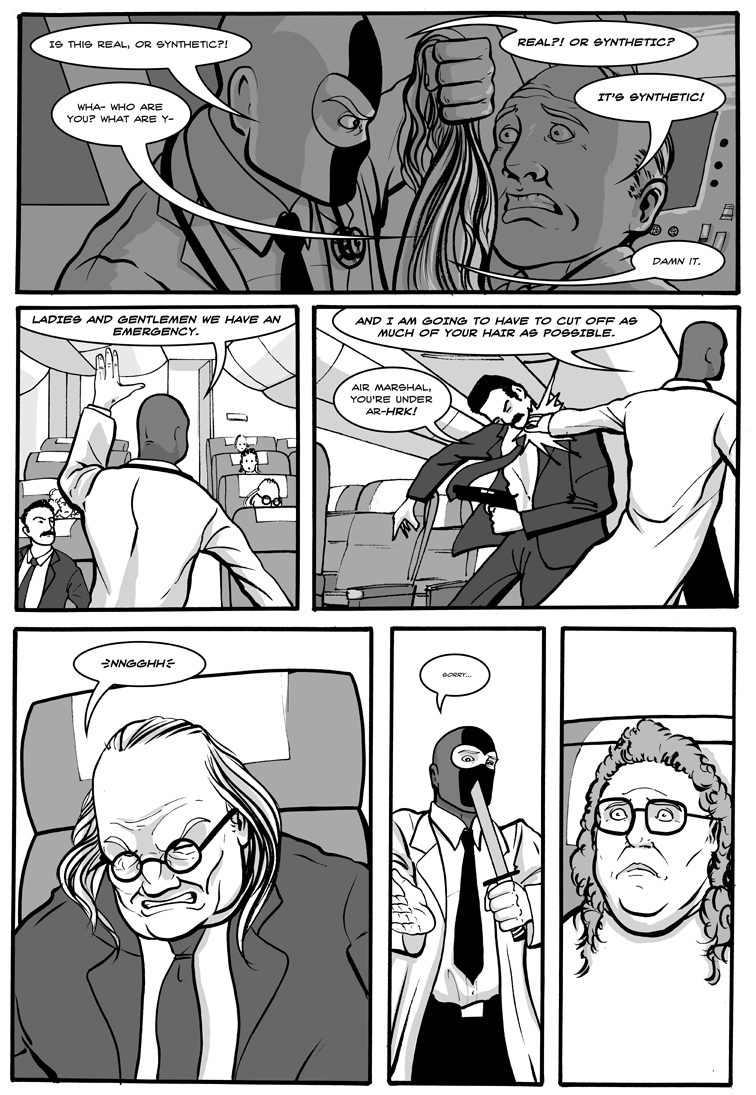 IS THIS REAL, OR SYNTHETIC?!
REAL?! OR SYNTHETIC?
WHA- WHO ARE
YOU? WHAT ARE Y-
IT'S SYNTHETIC!
DAMN IT.
LADIES AND GENTLEMEN WE HAVE AN
EMERGENCY.
AND I AM GOING TO HAVE TO CUT OFF AS
MUCH OF YOUR HAIR AS POSSIBLE.
AIR MARSHAL,
YOU'RE UNDER
AR-HRK!
NNGGHH
SORRY...